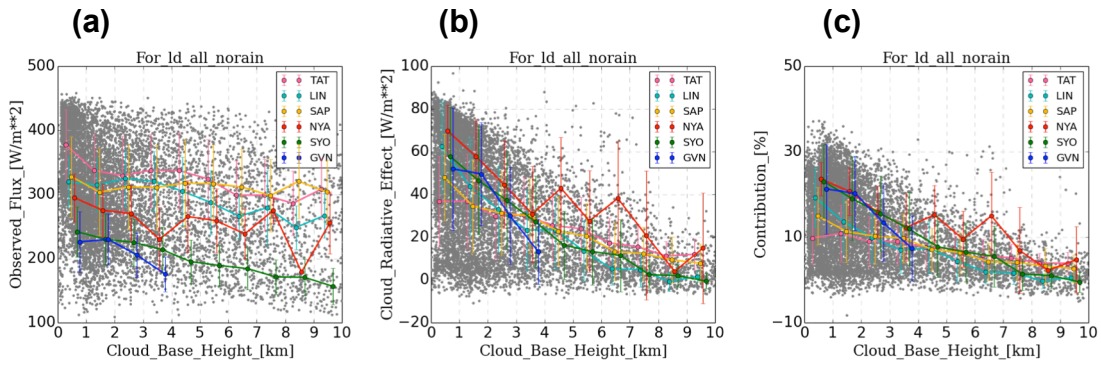 (a)
(b)
(c)
For_ld_all_norain
For_ld_all_norain
For_ld_all_norain
Observed_Flux_[W/m**2]
500
400
300
200
100
TAT
LIN
SAP
NYA
SYO
GVN
0 1 2 3 4 5 6 7 8 9 10
Cloud_Base_Height_[km]
Cloud_Radiative_Effect_[W/m**2]
100
80
60
40
20
0
−20
TAT
LIN
SAP
NYA
SYO
GVN
0 1 2 3 4 5 6 7 8 9 10
Cloud_Base_Height_[km]
Contribution_[%]
50
30
10
−10
TAT
LIN
SAP
NYA
SYO
GVN
0 1 2 3 4 5 6 7 8 9 10
Cloud_Base_Height_[km]